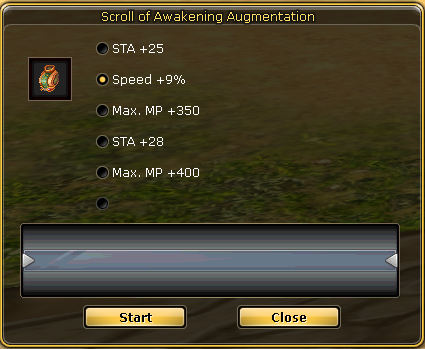 Scroll of Awakening Augmentation
STA +25
Speed +9%
Max. MP +350
STA +28
Max. MP +400
Start Close